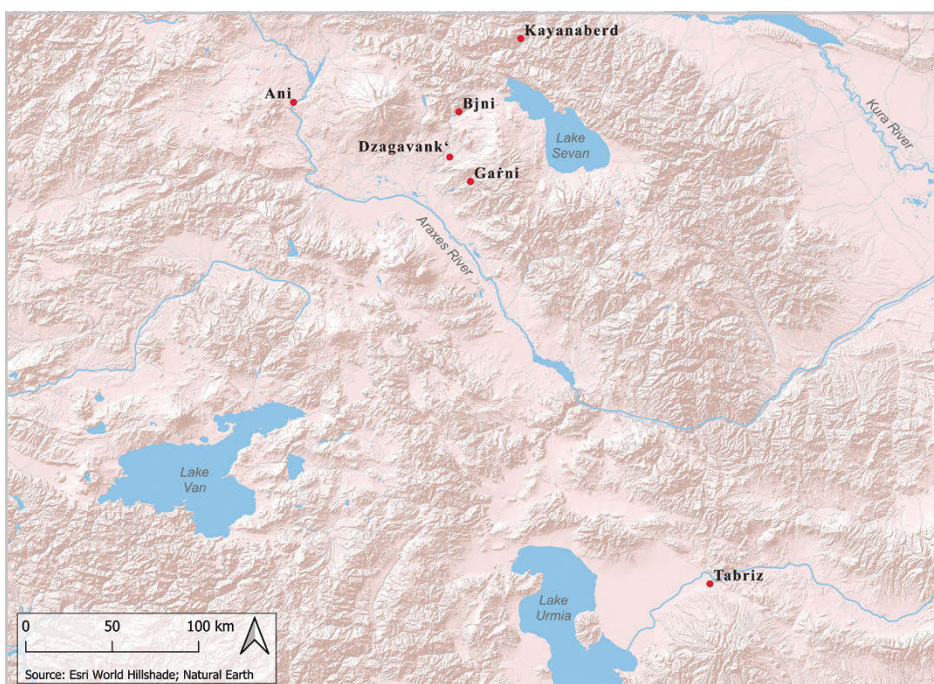 Kayanaberd
Ani
Bjni
Kura River
Lake
Sevan
Dzagavank‘
Gaṙni
Araxes River
Lake
Van
Tabriz
Lake
Urmia
0 50 100 km
Source: Esri World Hillshade; Natural Earth